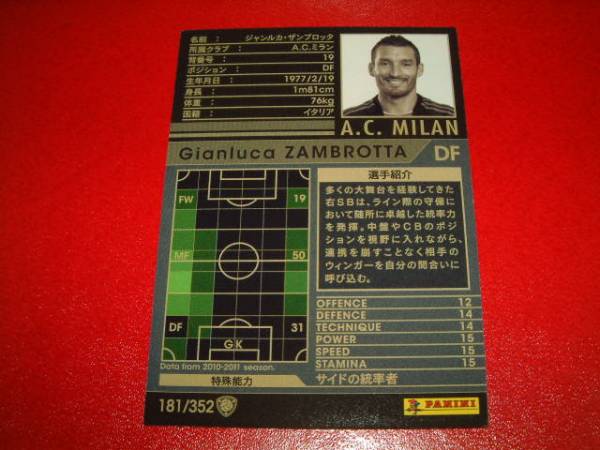 名前 : ジャンルカ・ザンブロッタ
所属クラブ : A.C.ミラン
背番号 : 19
ポジション : DF
生年月日 : 1977/2/19
身長 : 1m81cm
体重 : 76kg
国籍 : イタリア
A.C. MILAN
Gianluca ZAMBROTTA DF
FW 19
MF 50
DF 31
GK
Data from 2010-2011 season.
選手紹介
多くの大舞台を経験してきた
右SBは、ライン際の守備に
おいて随所に卓越した統率力
を発揮。中盤やCBのポジ
ションを視野に入れながら、
連携を崩すことなく相手の
ウィンガーを自分の間合いに
呼び込む。
OFFENCE 12
DEFENCE 14
TECHNIQUE 14
POWER 15
SPEED 15
STAMINA 15
特殊能力 サイドの統率者
181/352
PANINI